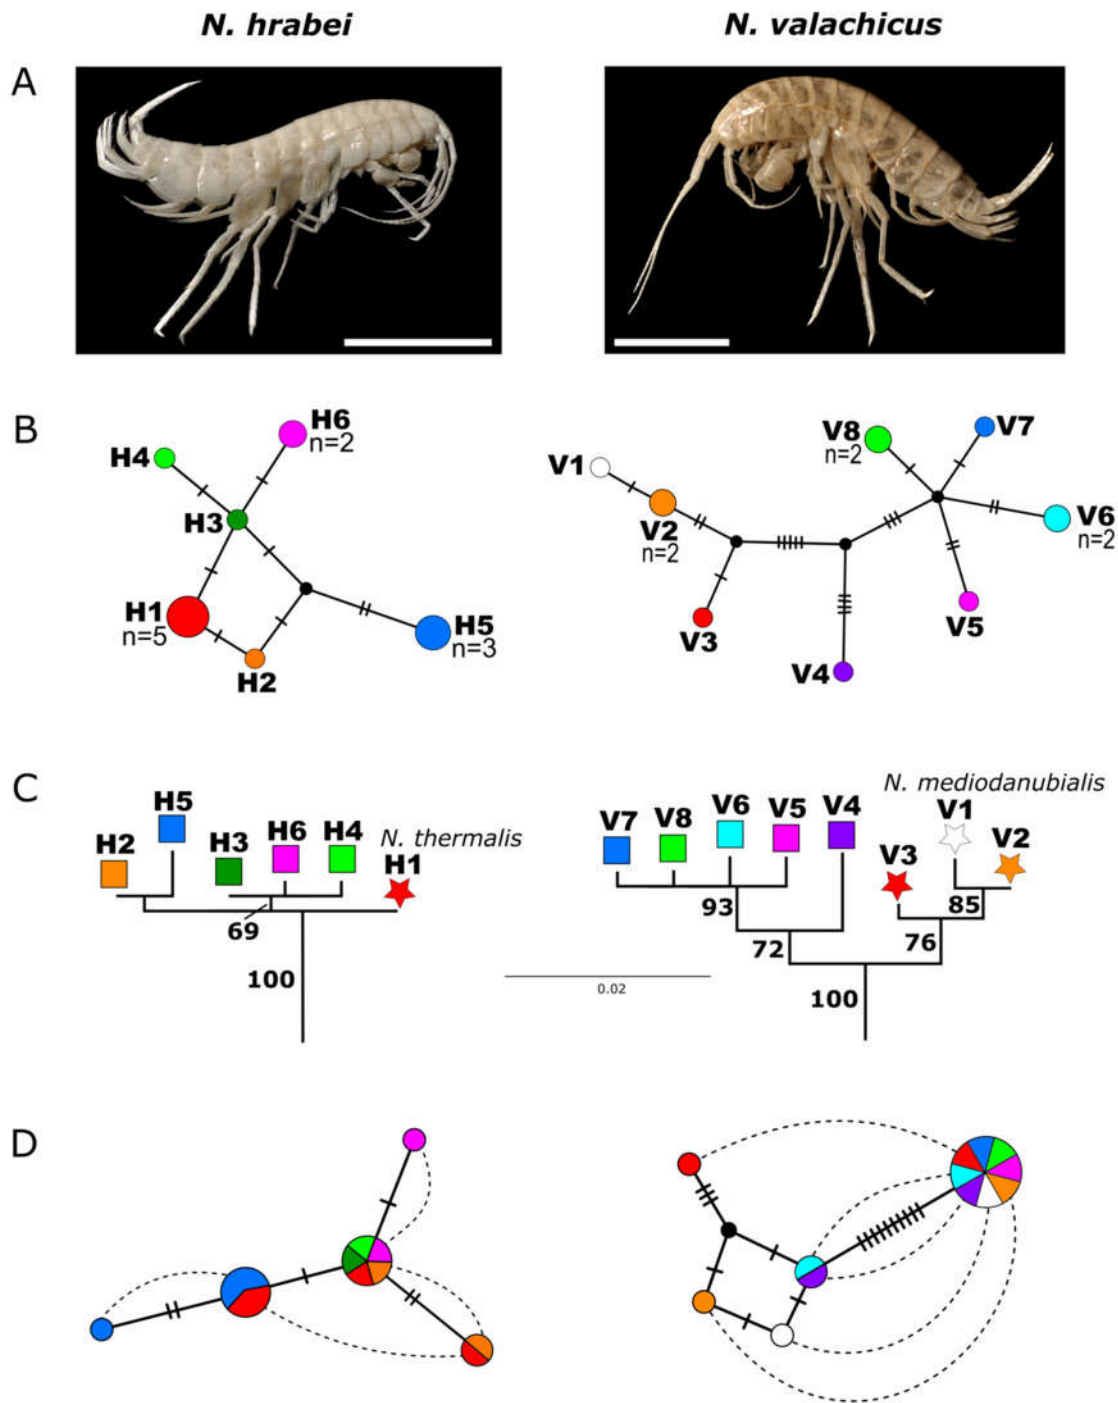 N. hrabei
N. valachicus
A
B
H6
n=2
H4
H3
H1
n=5
H2
H5
n=3
V8
n=2
V7
V1
V2
n=2
V6
n=2
V3
V5
V4
C
H5
H2
H3
H6
H4
N. thermalis
H1
69
100
N. mediodanubialis
V7
V8
V6
V5
V4
V1
V2
V3
93
85
72
76
100
0.02
D